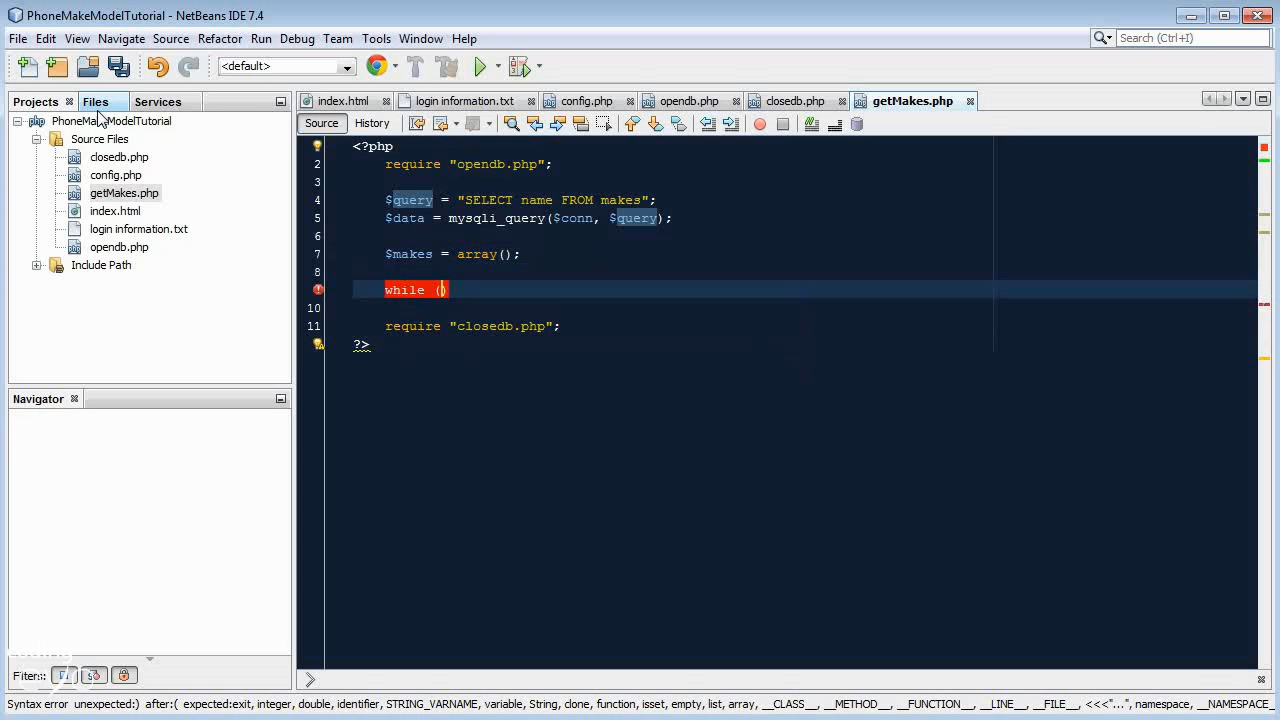 PhoneMakeModelTutorial - NetBeans IDE 7.4
File Edit View Navigate Source Refactor Run Debug Team Tools Window Help
Search (Ctrl+I)
<default>
Projects Files Services
index.html login information.txt config.php opendb.php closedb.php getMakes.php
Source History
PhoneMakeModelTutorial
Source Files
closedb.php
config.php
getMakes.php
index.html
login information.txt
opendb.php
Include Path
<?php
2 require "opendb.php";
3
4 $query = "SELECT name FROM makes";
5 $data = mysqli_query($conn, $query);
6
7 $makes = array();
8
while ()
10
11 require "closedb.php";
?>
Navigator
Filters:
Syntax error unexpected:) after:( expected:exit, integer, double, identifier, STRING_VARNAME, variable, String, clone, function, isset, empty, list, array, __CLASS__, __METHOD__, __FUNCTION__, __LINE__, __FILE__, <<<"...", namespace, __NAMESPACE_